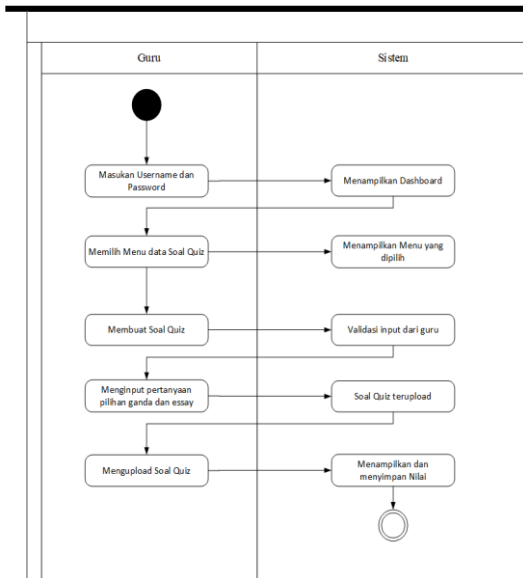 Guru
Sistem
Masukan Username dan
Password
Menampilkan Dashboard
Memilih Menu data Soal Quiz
Menampilkan Menu yang
dipilih
Membuat Soal Quiz
Validasi input dari guru
Menginput pertanyaan
pilihan ganda dan essay
Soal Quiz terupload
Mengupload Soal Quiz
Menampilkan dan
menyimpan Nilai